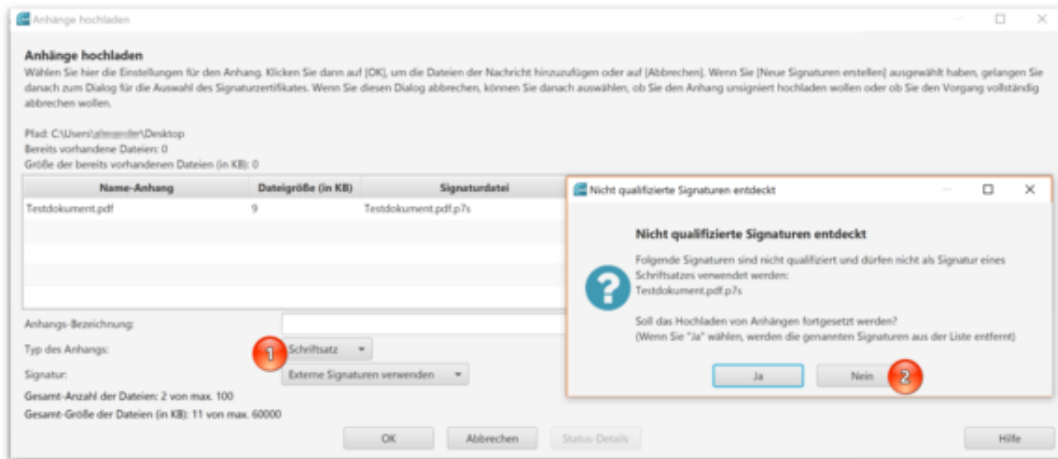 Anhänge hochladen
Anhänge hochladen
Wählen Sie hier die Einstellungen für den Anhang. Klicken Sie dann auf [OK], um die Dateien der Nachricht hinzuzufügen oder auf [Abbrechen]. Wenn Sie [Neue Signaturen erstellen] ausgewählt haben, gelangen Sie
danach zum Dialog für die Auswahl des Signaturzertifikates. Wenn Sie diesen Dialog abbrechen, können Sie danach auswählen, ob Sie den Anhang unsigniert hochladen wollen oder ob Sie den Vorgang vollständig
abbrechen wollen.
Pfad: C:\Users\ \Desktop
Bereits vorhandene Dateien: 0
Größe der bereits vorhandenen Dateien (in KB): 0
Name-Anhang Dateigröße (in KB) Signaturdatei
Testdokument.pdf 9 Testdokument.pdf.p7s
Anhangs-Bezeichnung:
Typ des Anhangs: 1 Schriftsatz
Signatur: Externe Signaturen verwenden
Gesamt-Anzahl der Dateien: 2 von max. 100
Gesamt-Größe der Dateien (in KB): 11 von max. 60000
OK Abbrechen Status-Details Hilfe
Nicht qualifizierte Signaturen entdeckt
Nicht qualifizierte Signaturen entdeckt
Folgende Signaturen sind nicht qualifiziert und dürfen nicht als Signatur eines
Schriftsatzes verwendet werden:
Testdokument.pdf.p7s
Soll das Hochladen von Anhängen fortgesetzt werden?
(Wenn Sie "Ja" wählen, werden die genannten Signaturen aus der Liste entfernt)
Ja Nein 2